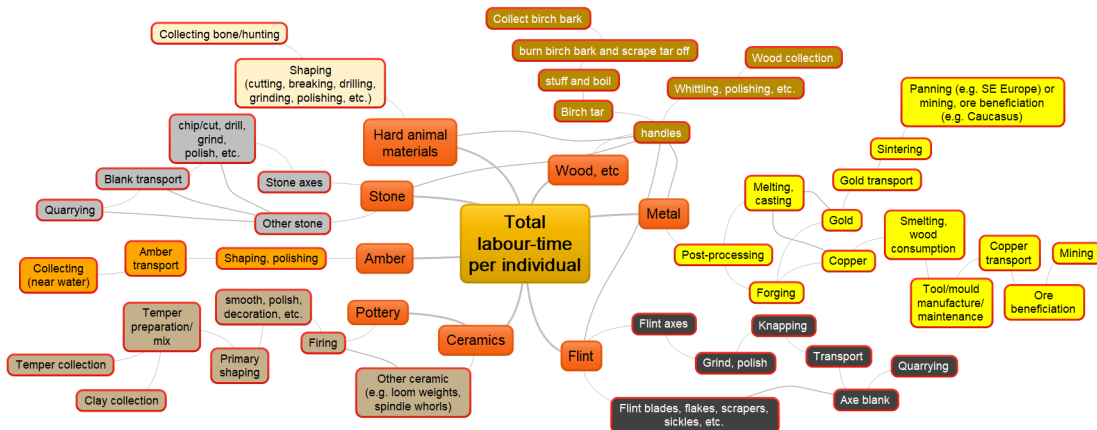 Collect birch bark
burn birch bark and scrape tar off
stuff and boil
Birch tar
Wood collection
Whittling, polishing, etc.
handles
Wood, etc
Collecting bone/hunting
Shaping
(cutting, breaking, drilling,
grinding, polishing, etc.)
Hard animal
materials
chip/cut, drill,
grind,
polish, etc.
Blank transport
Quarrying
Stone axes
Other stone
Stone
Total
labour-time
per individual
Metal
Panning (e.g. SE Europe) or
mining, ore beneficiation
(e.g. Caucasus)
Sintering
Gold transport
Gold
Melting,
casting
Post-processing
Forging
Copper
Smelting,
wood
consumption
Tool/mould
manufacture/
maintenance
Copper
transport
Ore
beneficiation
Mining
Collecting
(near water)
Amber
transport
Shaping, polishing
Amber
Pottery
Ceramics
smooth, polish,
decoration, etc.
Firing
Temper
preparation/
mix
Primary
shaping
Temper collection
Clay collection
Other ceramic
(e.g. loom weights,
spindle whorls)
Flint
Flint axes
Grind, polish
Knapping
Transport
Quarrying
Axe blank
Flint blades, flakes, scrapers,
sickles, etc.